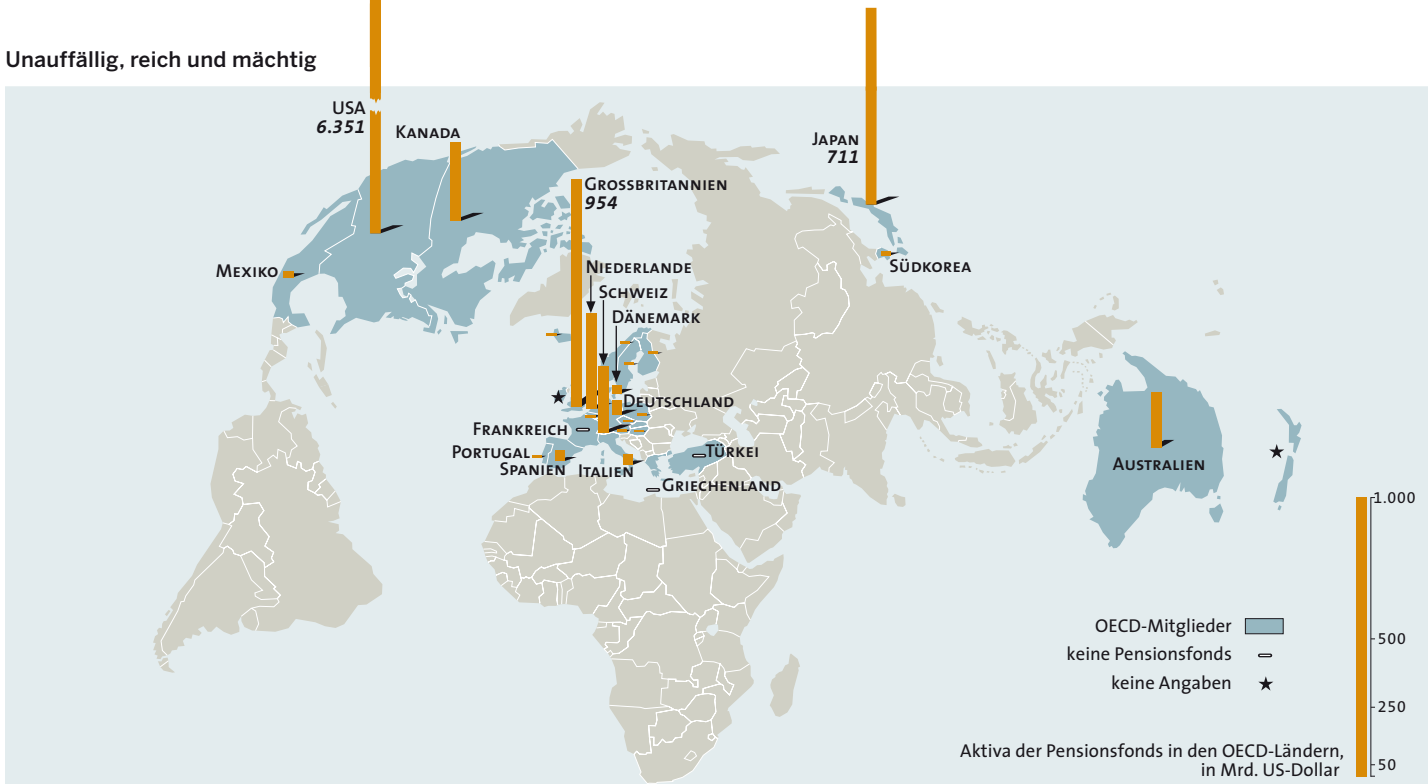 Unauffällig, reich und mächtig
USA
6.351
KANADA
JAPAN
711
GROSSBRITANNIEN
954
MEXIKO
SÜDKOREA
NIEDERLANDE
SCHWEIZ
DÄNEMARK
DEUTSCHLAND
FRANKREICH
PORTUGAL
SPANIEN
ITALIEN
TÜRKEI
GRIECHENLAND
AUSTRALIEN
OECD-Mitglieder
keine Pensionsfonds
keine Angaben
1.000
500
250
50
Aktiva der Pensionsfonds in den OECD-Ländern,
in Mrd. US-Dollar